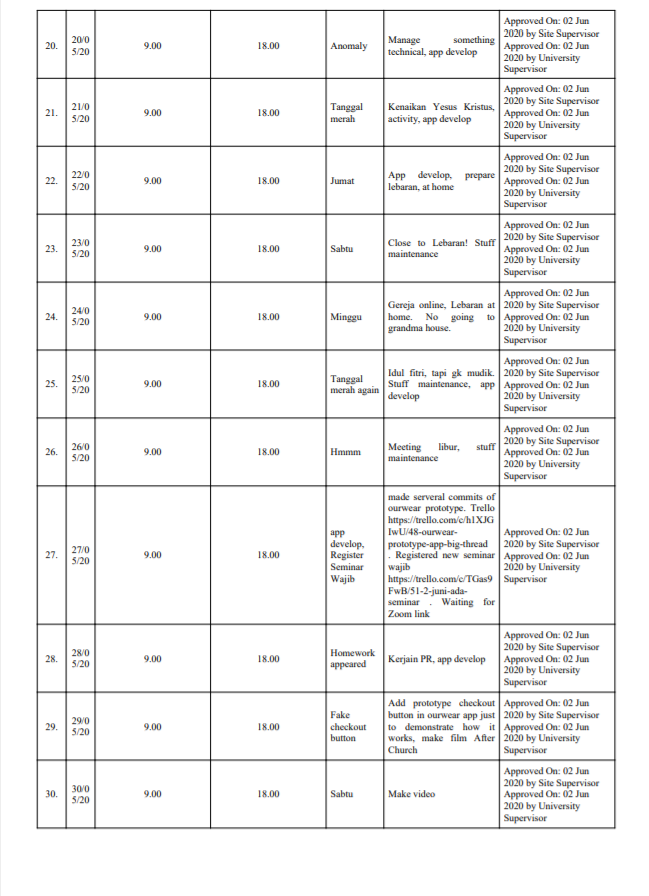 20. 20/0 5/20 9.00 18.00 Anomaly Manage something technical, app develop Approved On: 02 Jun 2020 by Site Supervisor Approved On: 02 Jun 2020 by University Supervisor
21. 21/0 5/20 9.00 18.00 Tanggal merah Kenaikan Yesus Kristus, activity, app develop Approved On: 02 Jun 2020 by Site Supervisor Approved On: 02 Jun 2020 by University Supervisor
22. 22/0 5/20 9.00 18.00 Jumat App develop, prepare lebaran, at home Approved On: 02 Jun 2020 by Site Supervisor Approved On: 02 Jun 2020 by University Supervisor
23. 23/0 5/20 9.00 18.00 Sabtu Close to Lebaran! Stuff maintenance Approved On: 02 Jun 2020 by Site Supervisor Approved On: 02 Jun 2020 by University Supervisor
24. 24/0 5/20 9.00 18.00 Minggu Gereja online, Lebaran at home. No going to grandma house. Approved On: 02 Jun 2020 by Site Supervisor Approved On: 02 Jun 2020 by University Supervisor
25. 25/0 5/20 9.00 18.00 Tanggal merah again Idul fitri, tapi gk mudik. Stuff maintenance, app develop Approved On: 02 Jun 2020 by Site Supervisor Approved On: 02 Jun 2020 by University Supervisor
26. 26/0 5/20 9.00 18.00 Hmmm Meeting libur, stuff maintenance Approved On: 02 Jun 2020 by Site Supervisor Approved On: 02 Jun 2020 by University Supervisor
27. 27/0 5/20 9.00 18.00 app develop, Register Seminar Wajib made serveral commits of ourwear prototype. Trello https://trello.com/c/h1XJG IwU/48-ourwear- prototype-app-big-thread . Registered new seminar wajib https://trello.com/c/TGas9 FwB/51-2-juni-ada- seminar . Waiting for Zoom link Approved On: 02 Jun 2020 by Site Supervisor Approved On: 02 Jun 2020 by University Supervisor
28. 28/0 5/20 9.00 18.00 Homework appeared Kerjain PR, app develop Approved On: 02 Jun 2020 by Site Supervisor Approved On: 02 Jun 2020 by University Supervisor
29. 29/0 5/20 9.00 18.00 Fake checkout button Add prototype checkout button in ourwear app just to demonstrate how it works, make film After Church Approved On: 02 Jun 2020 by Site Supervisor Approved On: 02 Jun 2020 by University Supervisor
30. 30/0 5/20 9.00 18.00 Sabtu Make video Approved On: 02 Jun 2020 by Site Supervisor Approved On: 02 Jun 2020 by University Supervisor